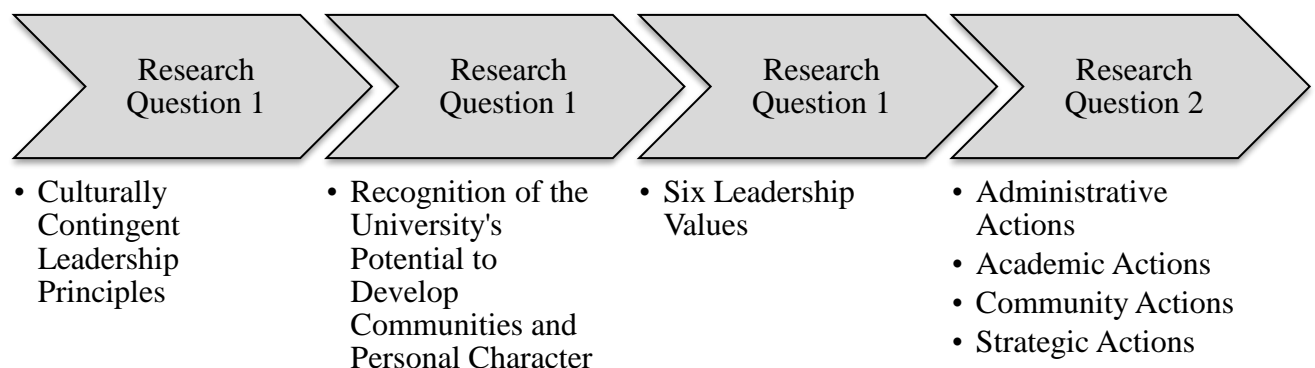 Research
Question 1
• Culturally
Contingent
Leadership
Principles
Research
Question 1
• Recognition of the
University's
Potential to
Develop
Communities and
Personal Character
Research
Question 1
• Six Leadership
Values
Research
Question 2
• Administrative
Actions
• Academic Actions
• Community Actions
• Strategic Actions